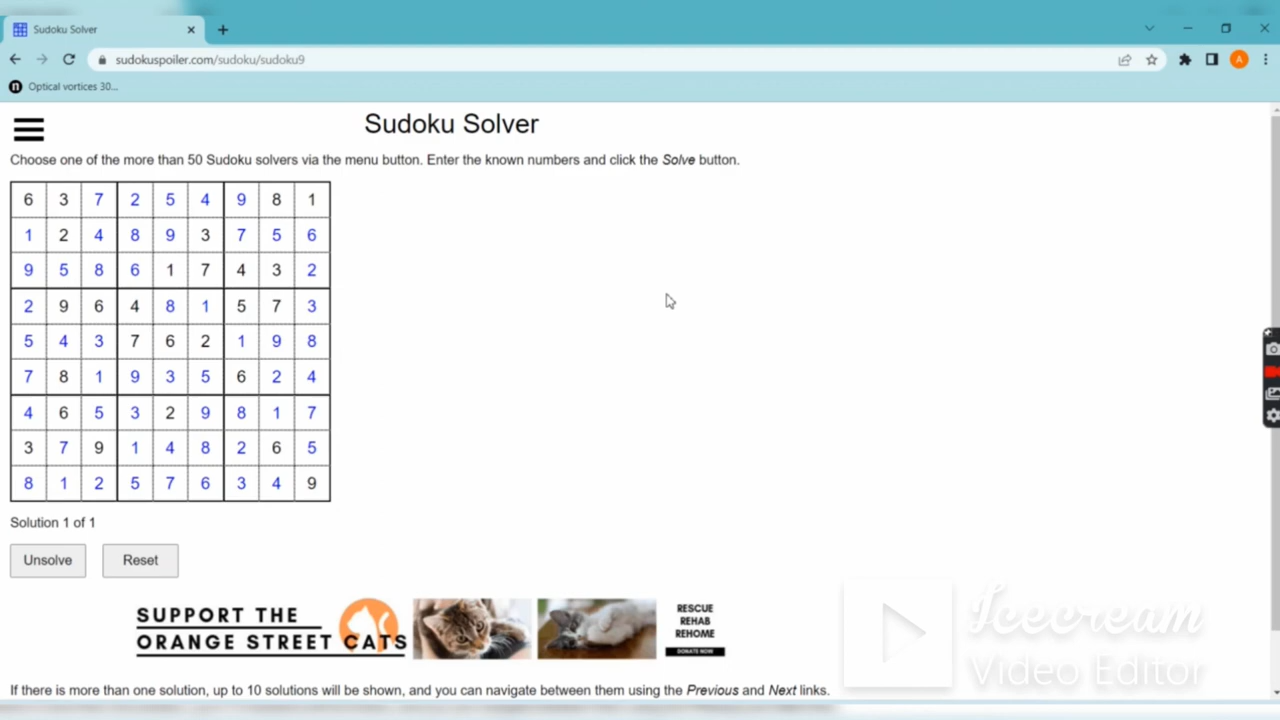 Sudoku Solver
sudokuspoiler.com/sudoku/sudoku9
A
n Optical vortices 30...
Sudoku Solver
Choose one of the more than 50 Sudoku solvers via the menu button. Enter the known numbers and click the Solve button.
6 3 7 2 5 4 9 8 1
1 2 4 8 9 3 7 5 6
9 5 8 6 1 7 4 3 2
2 9 6 4 8 1 5 7 3
5 4 3 7 6 2 1 9 8
7 8 1 9 3 5 6 2 4
4 6 5 3 2 9 8 1 7
3 7 9 1 4 8 2 6 5
8 1 2 5 7 6 3 4 9
Solution 1 of 1
Unsolve Reset
SUPPORT THE
ORANGE STREET CATS
RESCUE
REHAB
REHOME
DONATE NOW
Icecream
Video Editor
If there is more than one solution, up to 10 solutions will be shown, and you can navigate between them using the Previous and Next links.